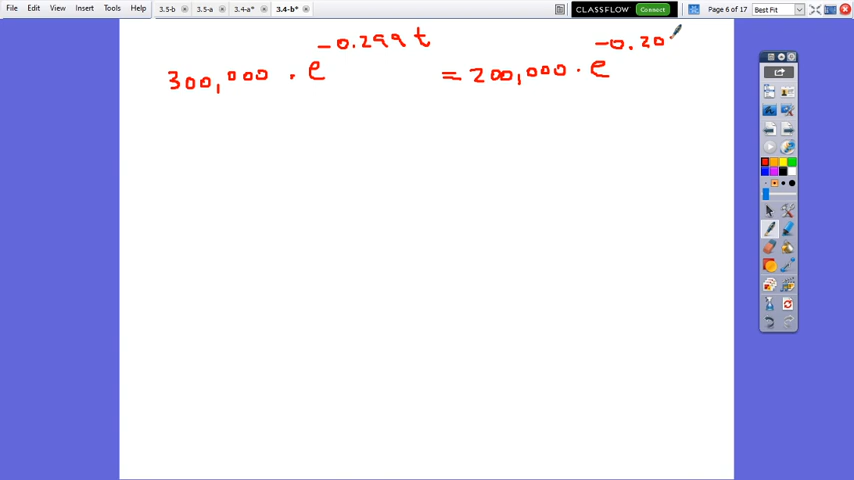 File Edit View Insert Tools Help 3.5-b 3.5-a 3.4-a* 3.4-b* CLASSFLOW Connect Page 6 of 17 Best Fit
-0.299t -0.20
300,000 · e = 200,000 · e